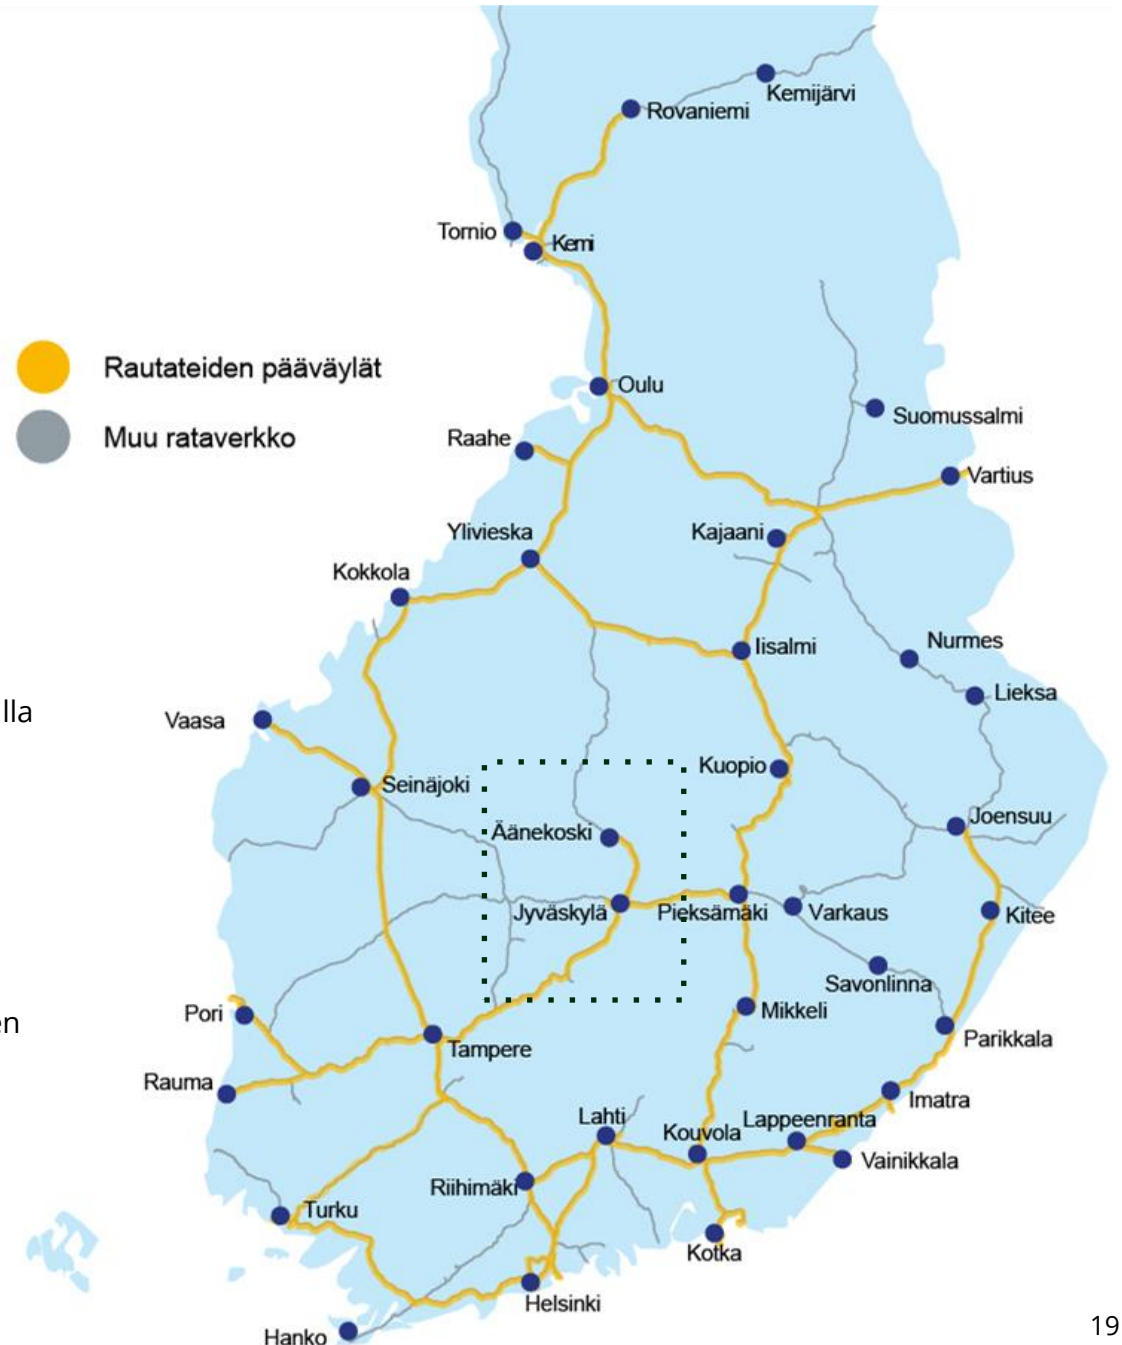 Kemijärvi
Rovaniemi
Tornio
Kemi
Rautateiden pääväylät
Muu rataverkko
Oulu
Suomussalmi
Raahe
Vartius
Ylivieska
Kajaani
Kokkola
Nurmes
Iisalmi
Lieksa
lla
Vaasa
Kuopio
Seinäjoki
Joensuu
Äänekoski
Jyväskylä
Pieksämäki
Varkaus
Kitee
Savonlinna
Pori
Mikkeli
en
Parikkala
Tampere
Rauma
Imatra
Lahti
Lappeenranta
Kouvola
Vainikkala
Riihimäki
Turku
Kotka
Helsinki
Hanko
19